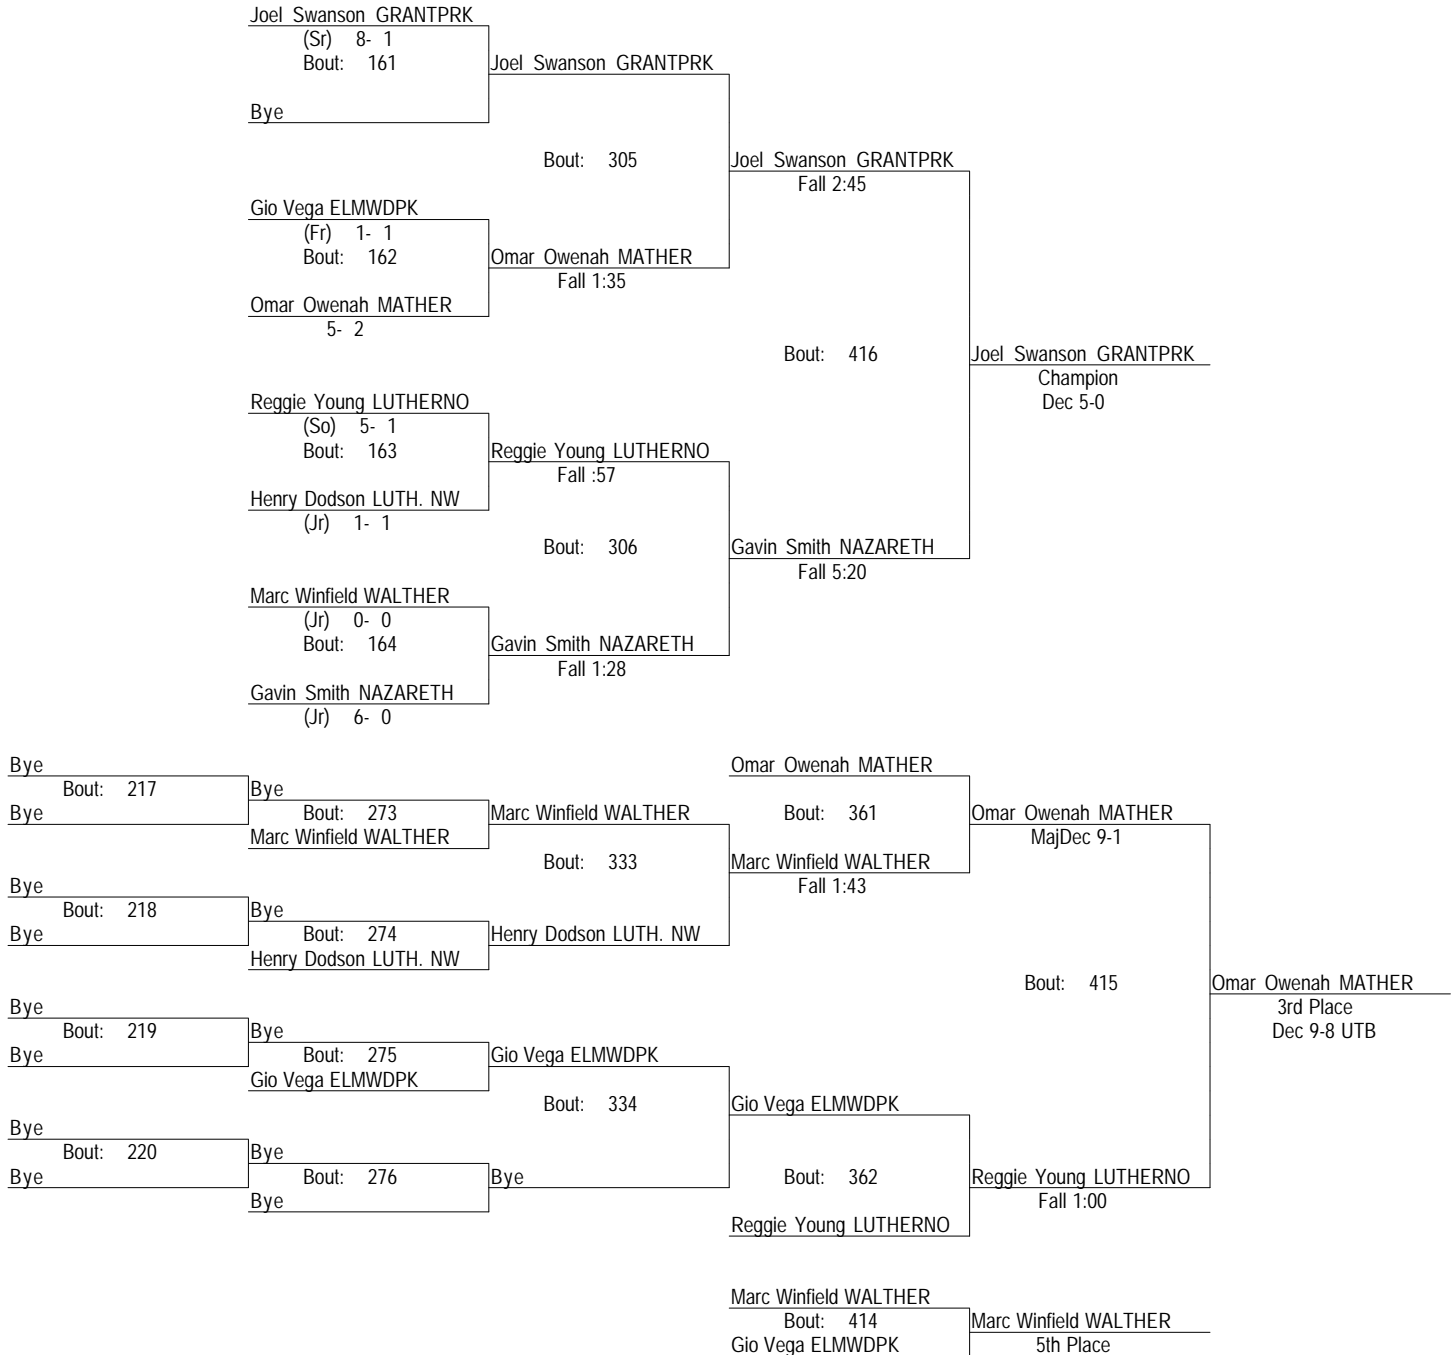 Joel Swanson GRANTPRK
(Sr) 8- 1
Bout: 161
Joel Swanson GRANTPRK
Bye
Bout: 305
Joel Swanson GRANTPRK
Fall 2:45
Gio Vega ELMWDPK
(Fr) 1- 1
Bout: 162
Omar Owenah MATHER
Fall 1:35
Omar Owenah MATHER
5- 2
Bout: 416
Joel Swanson GRANTPRK
Champion
Dec 5-0
Reggie Young LUTHERNO
(So) 5- 1
Bout: 163
Reggie Young LUTHERNO
Fall :57
Henry Dodson LUTH. NW
(Jr) 1- 1
Bout: 306
Gavin Smith NAZARETH
Fall 5:20
Marc Winfield WALTHER
(Jr) 0- 0
Bout: 164
Gavin Smith NAZARETH
Fall 1:28
Gavin Smith NAZARETH
(Jr) 6- 0
Bye
Bout: 217
Bye
Bye
Bout: 273
Marc Winfield WALTHER
Marc Winfield WALTHER
Bout: 333
Omar Owenah MATHER
Bout: 361
Marc Winfield WALTHER
Fall 1:43
Omar Owenah MATHER
MajDec 9-1
Bye
Bout: 218
Bye
Bye
Bout: 274
Henry Dodson LUTH. NW
Henry Dodson LUTH. NW
Bout: 415
Omar Owenah MATHER
3rd Place
Dec 9-8 UTB
Bye
Bout: 219
Bye
Bye
Bout: 275
Gio Vega ELMWDPK
Gio Vega ELMWDPK
Bout: 334
Gio Vega ELMWDPK
Bye
Bout: 220
Bye
Bye
Bout: 276
Bye
Bye
Bout: 362
Reggie Young LUTHERNO
Reggie Young LUTHERNO
Fall 1:00
Marc Winfield WALTHER
Bout: 414
Gio Vega ELMWDPK
Marc Winfield WALTHER
5th Place